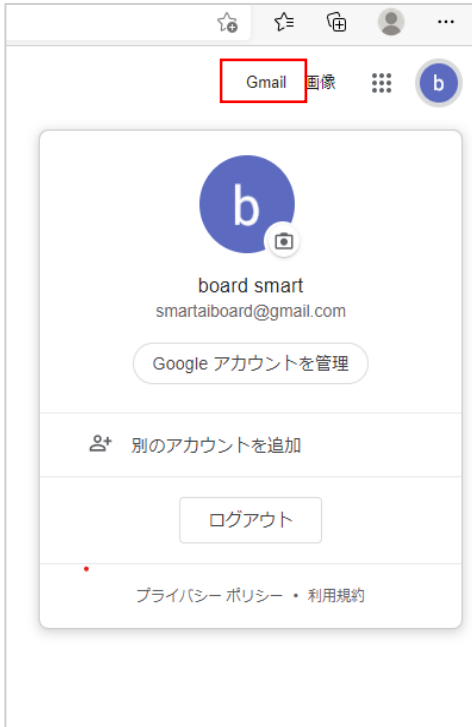 Gmail 画像 b
b
board smart
smartaiboard@gmail.com
Google アカウントを管理
別のアカウントを追加
ログアウト
プライバシー ポリシー • 利用規約